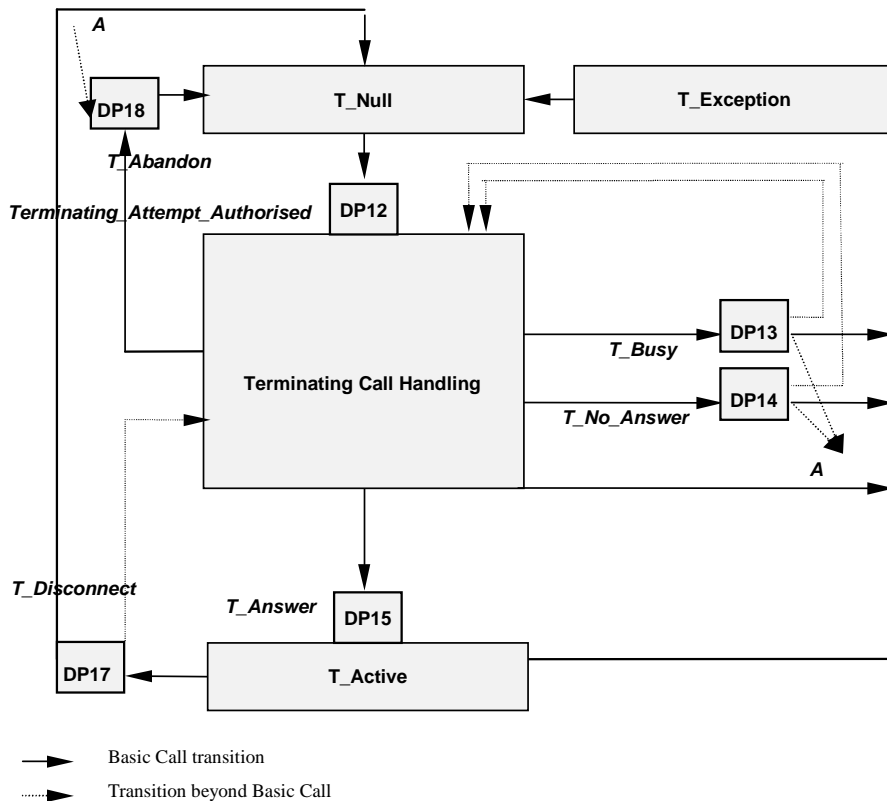 A
T_Null
T_Exception
DP18
T_Abandon
DP12
Terminating_Attempt_Authorised
DP13
T_Busy
Terminating Call Handling
DP14
T_No_Answer
A
T_Disconnect
T_Answer
DP15
DP17
T_Active
Basic Call transition
Transition beyond Basic Call